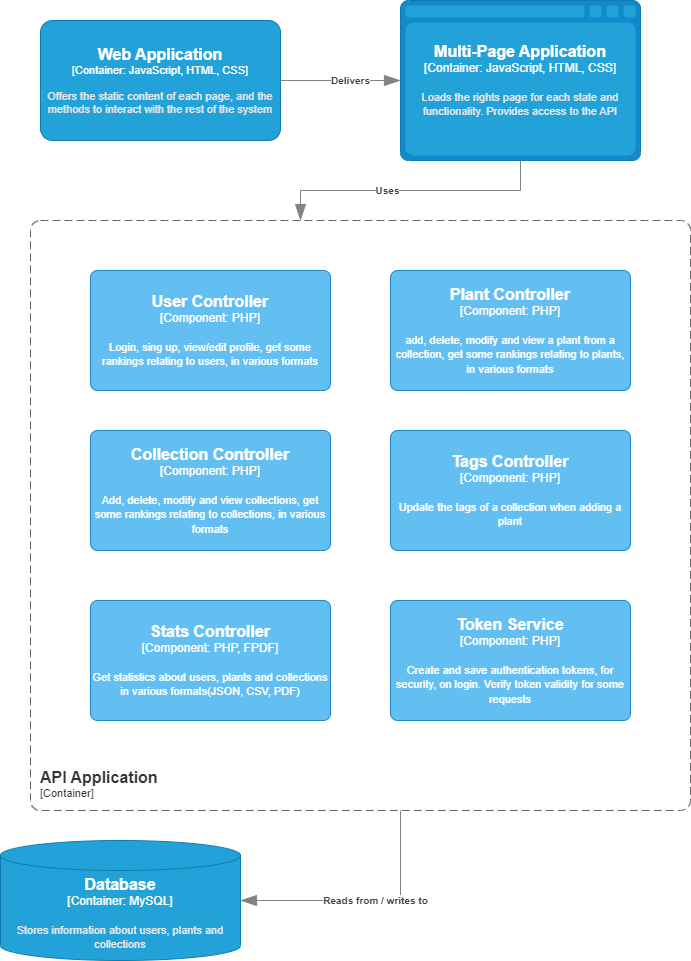 Web Application
[Container: JavaScript, HTML, CSS]
Offers the static content of each page, and the
methods to interact with the rest of the system
Delivers
Multi-Page Application
[Container: JavaScript, HTML, CSS]
Loads the rights page for each state and
functionality. Provides access to the API
Uses
User Controller
[Component: PHP]
Login, sing up, view/edit profile, get some
rankings relating to users, in various formats
Plant Controller
[Component: PHP]
add, delete, modify and view a plant from a
collection, get some rankings relating to plants,
in various formats
Collection Controller
[Component: PHP]
Add, delete, modify and view collections, get
some rankings relating to collections, in various
formats
Tags Controller
[Component: PHP]
Update the tags of a collection when adding a
plant
Stats Controller
[Component: PHP, FPDF]
Get statistics about users, plants and collections
in various formats(JSON, CSV, PDF)
Token Service
[Component: PHP]
Create and save authentication tokens, for
security, on login. Verify token validity for some
requests
API Application
[Container]
Reads from / writes to
Database
[Container: MySQL]
Stores information about users, plants and
collections